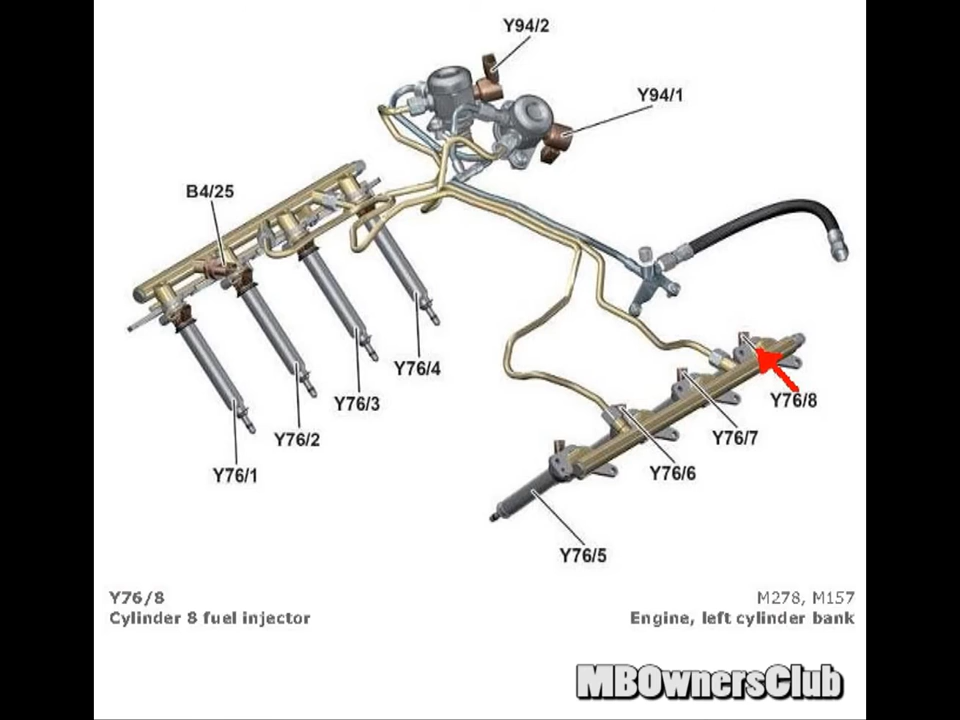 Y94/2
Y94/1
B4/25
Y76/4
Y76/3
Y76/8
Y76/2
Y76/7
Y76/1
Y76/6
Y76/5
Y76/8 M278, M157
Cylinder 8 fuel injector Engine, left cylinder bank
MBOwnersClub